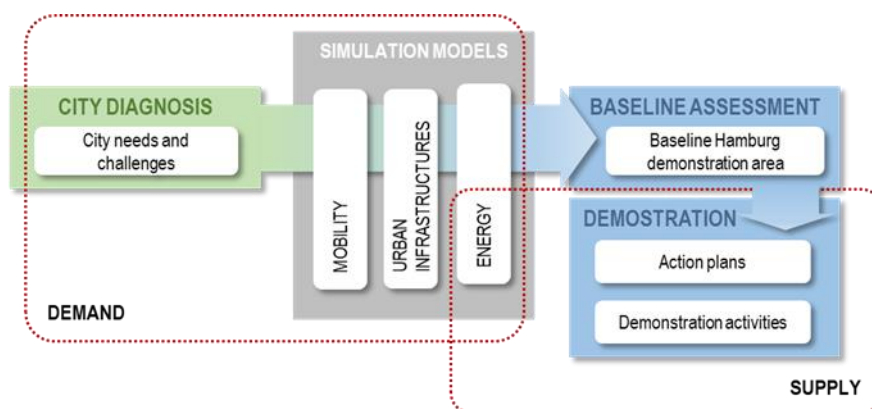 SIMULATION MODELS
CITY DIAGNOSIS
City needs and
challenges
MOBILITY
URBAN
INFRASTRUCTURES
ENERGY
BASELINE ASSESSMENT
Baseline Hamburg
demonstration area
DEMOSTRATION
Action plans
Demonstration activities
DEMAND
SUPPLY